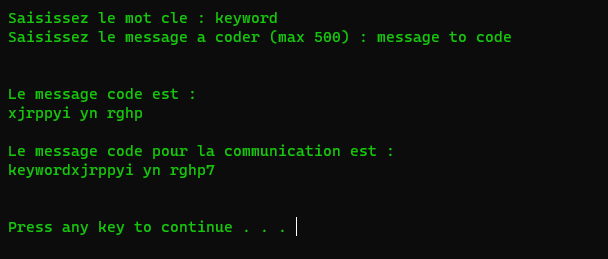 Saisissez le mot cle : keyword
Saisissez le message a coder (max 500) : message to code
Le message code est :
xjrppyi yn rghp
Le message code pour la communication est :
keywordxjrppyi yn rghp7
Press any key to continue . . .